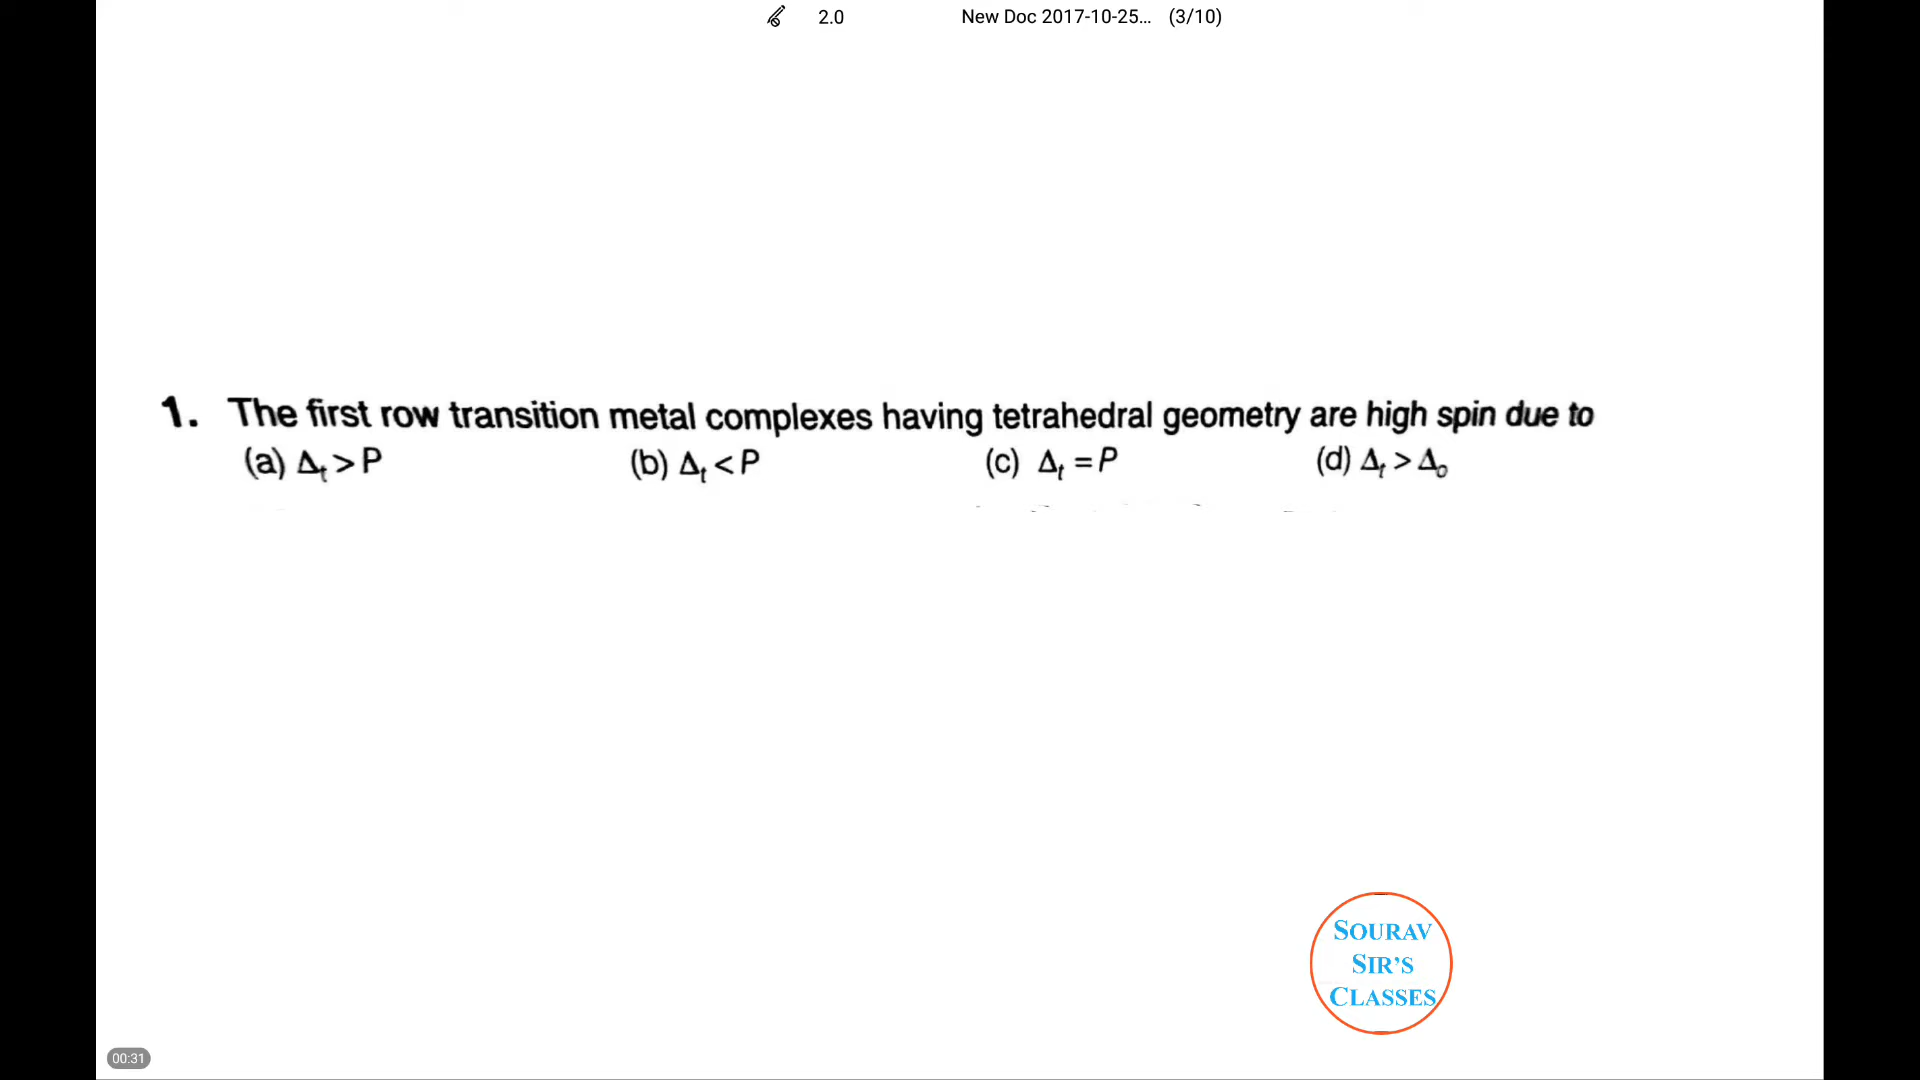 2.0 New Doc 2017-10-25... (3/10)
1. The first row transition metal complexes having tetrahedral geometry are high spin due to
(a) Δt > P (b) Δt < P (c) Δt = P (d) Δt > Δo
SOURAV
SIR'S
CLASSES
00:31